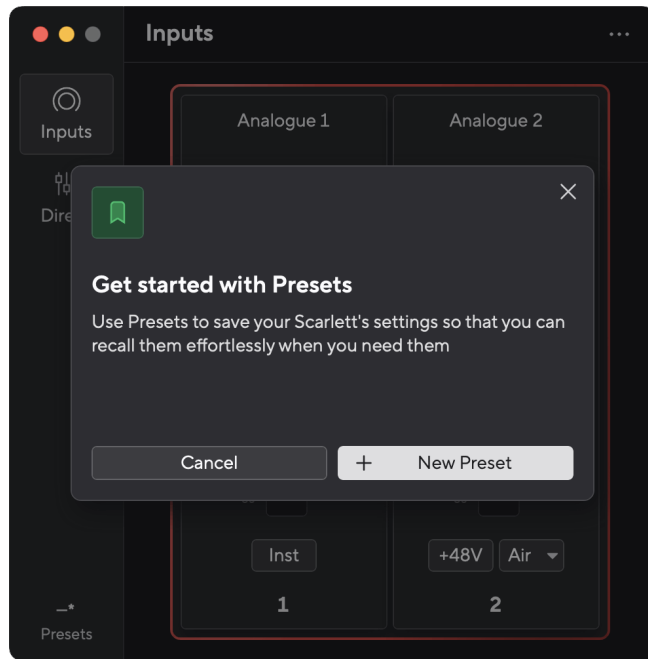 Inputs
Inputs
Analogue 1
Analogue 2
Get started with Presets
Use Presets to save your Scarlett's settings so that you can
recall them effortlessly when you need them
Cancel
+ New Preset
Inst
+48V
Air
1
2
Presets